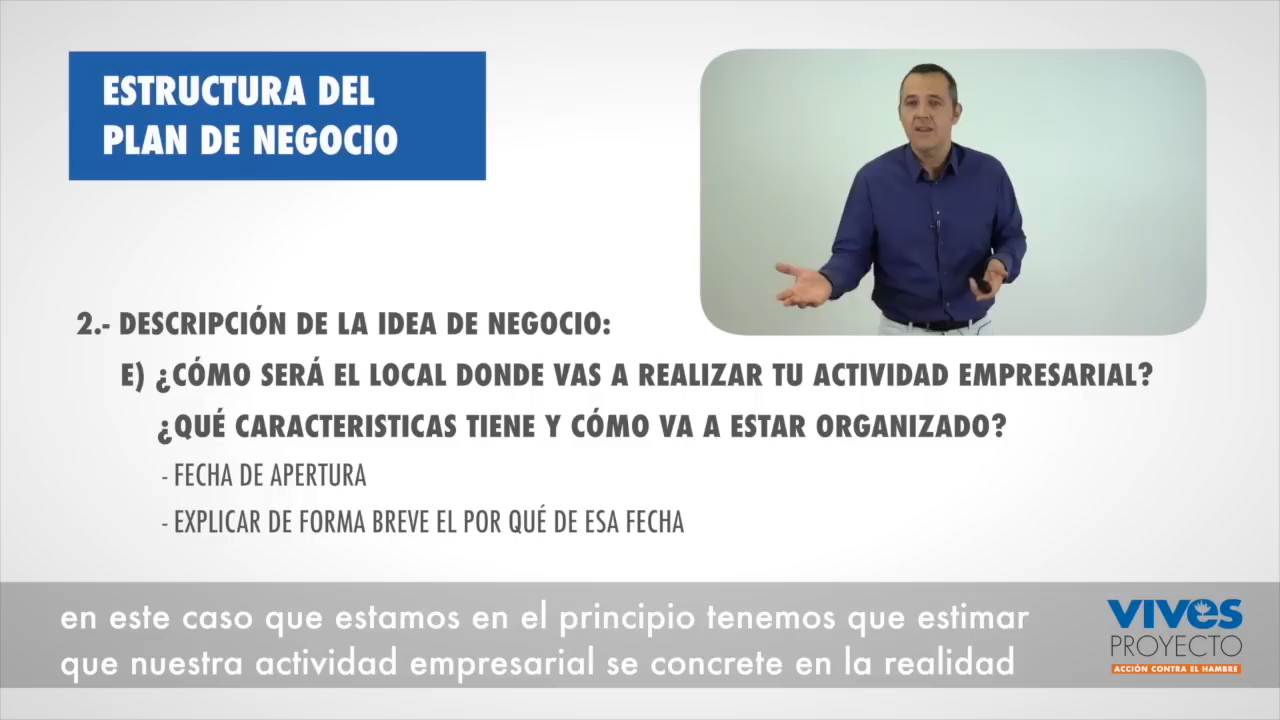 ESTRUCTURA DEL
PLAN DE NEGOCIO
2.- DESCRIPCIÓN DE LA IDEA DE NEGOCIO:
E) ¿CÓMO SERÁ EL LOCAL DONDE VAS A REALIZAR TU ACTIVIDAD EMPRESARIAL?
¿QUÉ CARACTERISTICAS TIENE Y CÓMO VA A ESTAR ORGANIZADO?
- FECHA DE APERTURA
- EXPLICAR DE FORMA BREVE EL POR QUÉ DE ESA FECHA
en este caso que estamos en el principio tenemos que estimar
que nuestra actividad empresarial se concrete en la realidad
VIVES
PROYECTO
ACCIÓN CONTRA EL HAMBRE